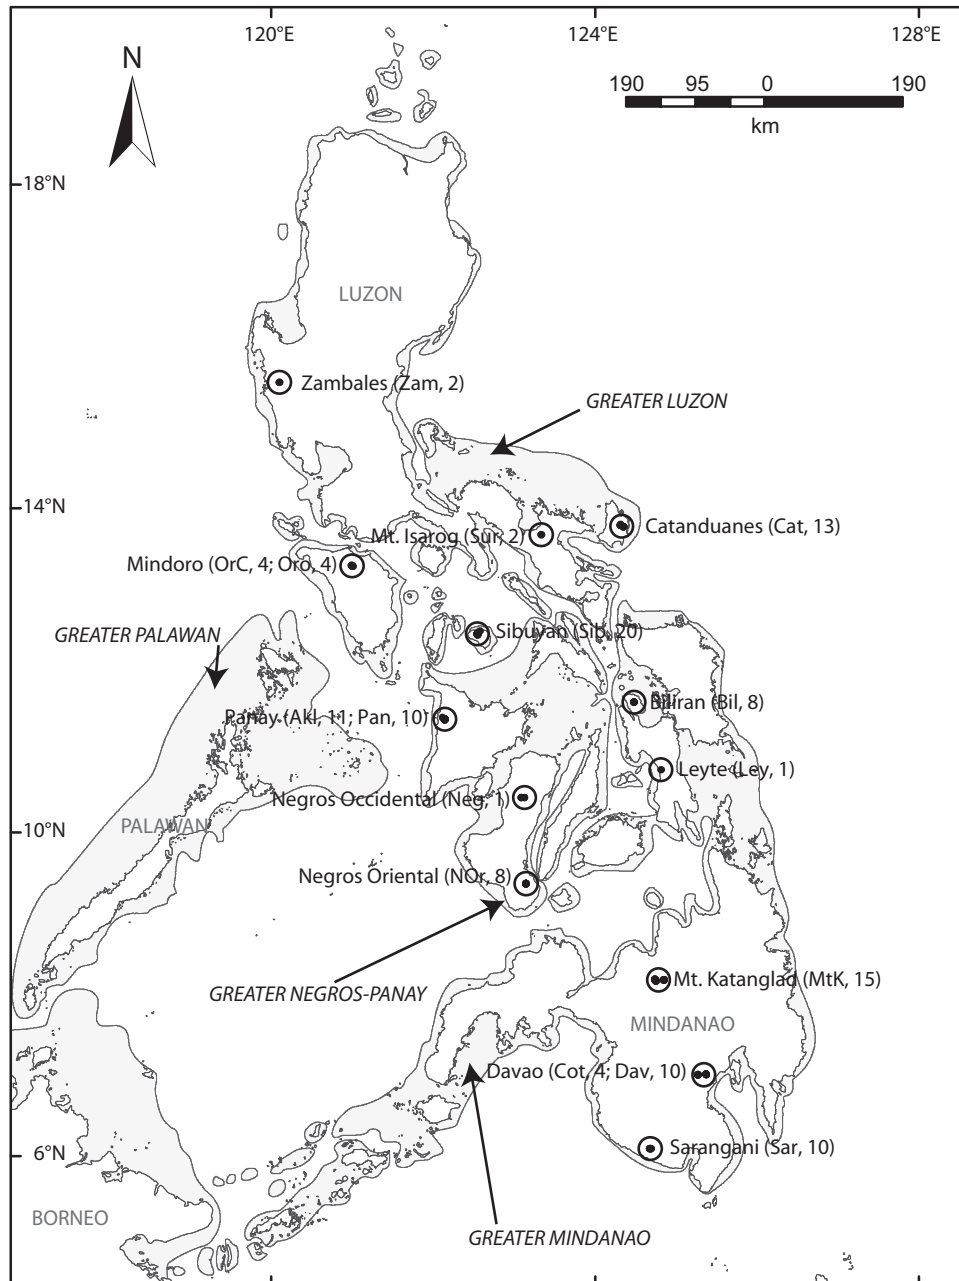 120°E 124°E 128°E
N
190 95 0 190
km
18°N
LUZON
Zambales (Zam, 2)
GREATER LUZON
14°N
Catanduanes (Cat, 13)
Mt. Isarog (Sur, 2)
Mindoro (OrC, 4; Oro, 4)
Sibuyan (Sib, 20)
GREATER PALAWAN
Biliran (Bil, 8)
Panay (Akl, 11; Pan, 10)
Leyte (Ley, 1)
Negros Occidental (Neg, 1)
10°N
PALAWAN
Negros Oriental (NOr, 8)
Mt. Katanglad (MtK, 15)
GREATER NEGROS-PANAY
MINDANAO
Davao (Cot, 4; Dav, 10)
6°N
Sarangani (Sar, 10)
BORNEO
GREATER MINDANAO